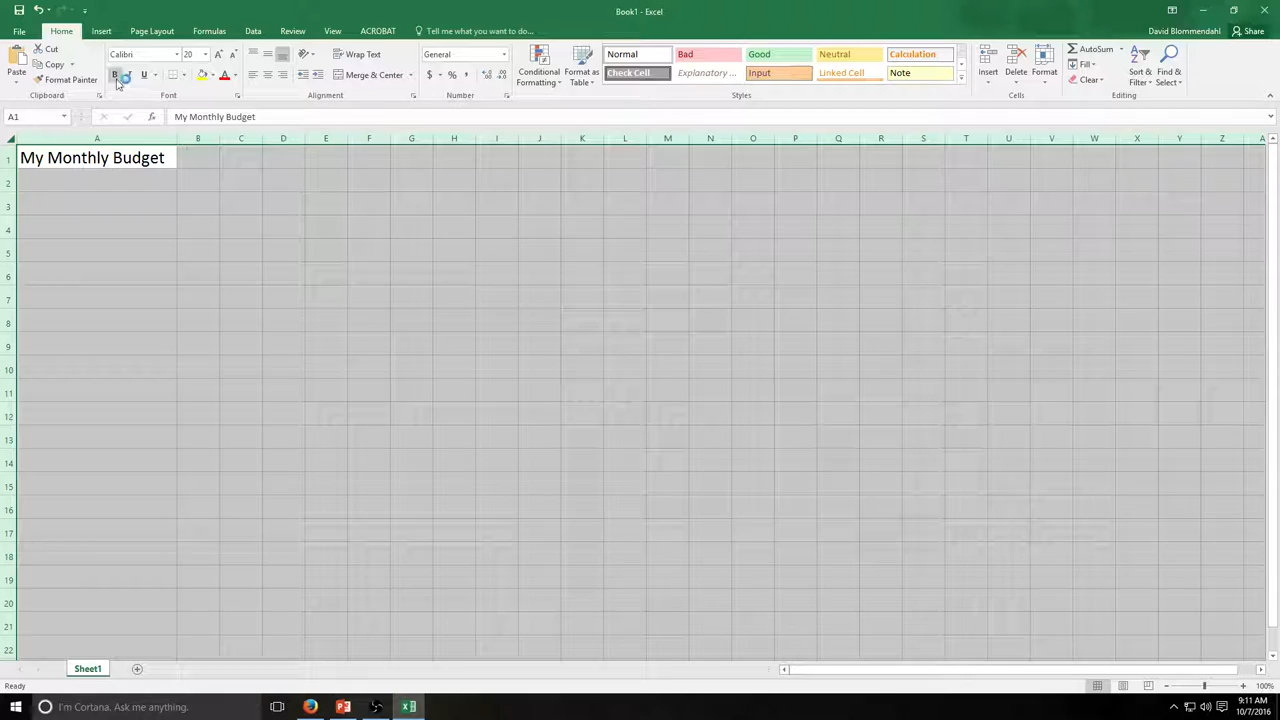 Book1 - Excel
David Blommendahl
Share
File Home Insert Page Layout Formulas Data Review View ACROBAT Tell me what you want to do...
Paste
Cut
Copy
Format Painter
Clipboard
Calibri 20
Font
Wrap Text
Merge & Center
Alignment
General
Number
Conditional Formatting
Format as Table
Normal Bad Good Neutral Calculation
Check Cell Explanatory ... Input Linked Cell Note
Styles
Insert Delete Format
Cells
AutoSum
Fill
Clear
Sort & Filter
Find & Select
Editing
A1 My Monthly Budget
A B C D E F G H I J K L M N O P Q R S T U V W X Y Z A
1 My Monthly Budget
2
3
4
5
6
7
8
9
10
11
12
13
14
15
16
17
18
19
20
21
22
Sheet1
Ready 100%
I'm Cortana. Ask me anything.
9:11 AM
10/7/2016